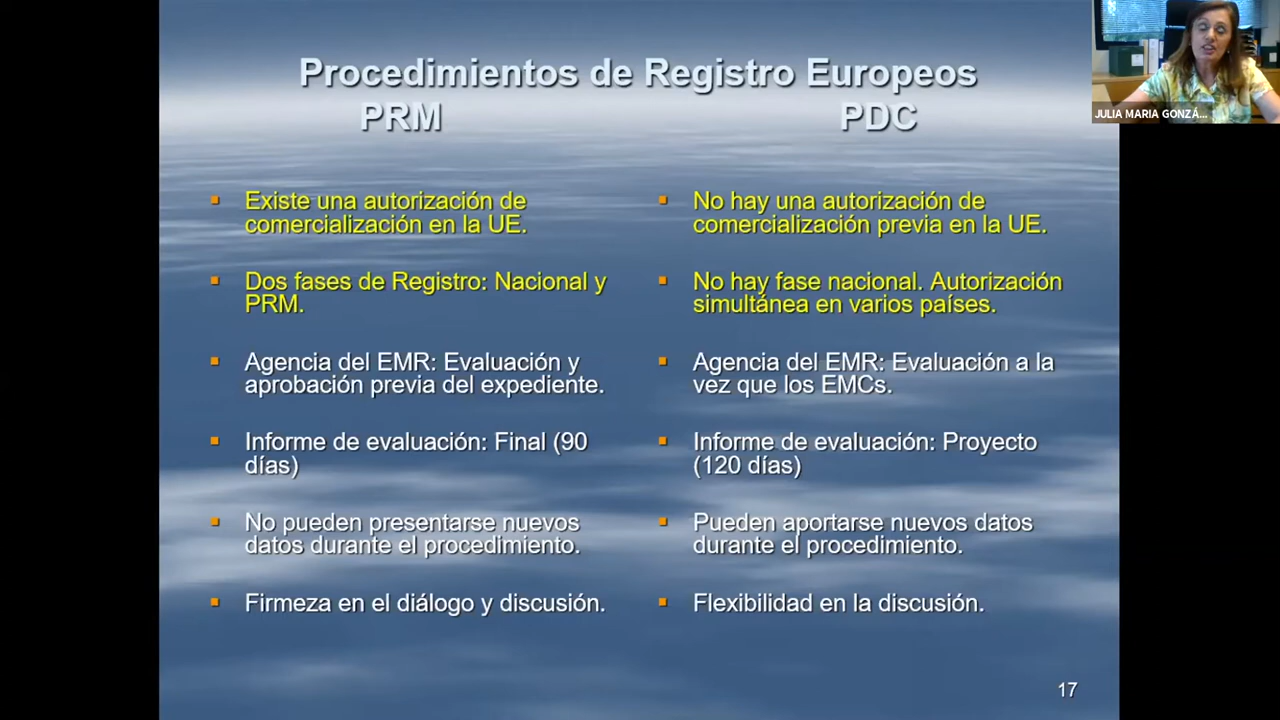 Procedimientos de Registro Europeos
PRM
PDC
Existe una autorización de
comercialización en la UE.
Dos fases de Registro: Nacional y
PRM.
Agencia del EMR: Evaluación y
aprobación previa del expediente.
Informe de evaluación: Final (90
días)
No pueden presentarse nuevos
datos durante el procedimiento.
Firmeza en el diálogo y discusión.
No hay una autorización de
comercialización previa en la UE.
No hay fase nacional. Autorización
simultánea en varios países.
Agencia del EMR: Evaluación a la
vez que los EMCs.
Informe de evaluación: Proyecto
(120 días)
Pueden aportarse nuevos datos
durante el procedimiento.
Flexibilidad en la discusión.
17
JULIA MARIA GONZÁ...